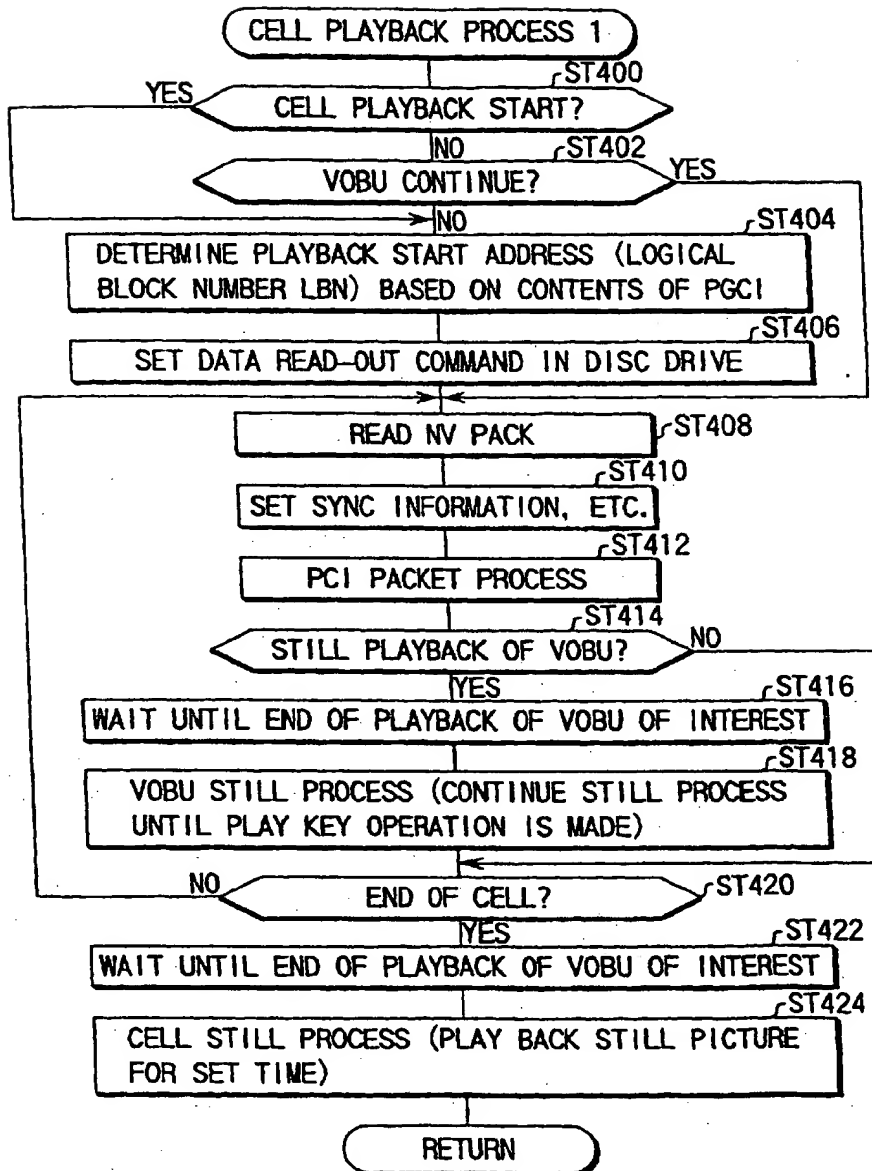 CELL PLAYBACK PROCESS 1
ST400
YES
CELL PLAYBACK START?
NO
ST402
VOBU CONTINUE?
YES
NO
ST404
DETERMINE PLAYBACK START ADDRESS (LOGICAL
BLOCK NUMBER LBN) BASED ON CONTENTS OF PGCI
ST406
SET DATA READ-OUT COMMAND IN DISC DRIVE
READ NV PACK
ST408
ST410
SET SYNC INFORMATION, ETC.
ST412
PCI PACKET PROCESS
ST414
STILL PLAYBACK OF VOBU?
NO
YES
ST416
WAIT UNTIL END OF PLAYBACK OF VOBU OF INTEREST
ST418
VOBU STILL PROCESS (CONTINUE STILL PROCESS
UNTIL PLAY KEY OPERATION IS MADE)
NO
END OF CELL?
ST420
YES
ST422
WAIT UNTIL END OF PLAYBACK OF VOBU OF INTEREST
ST424
CELL STILL PROCESS (PLAY BACK STILL PICTURE
FOR SET TIME)
RETURN